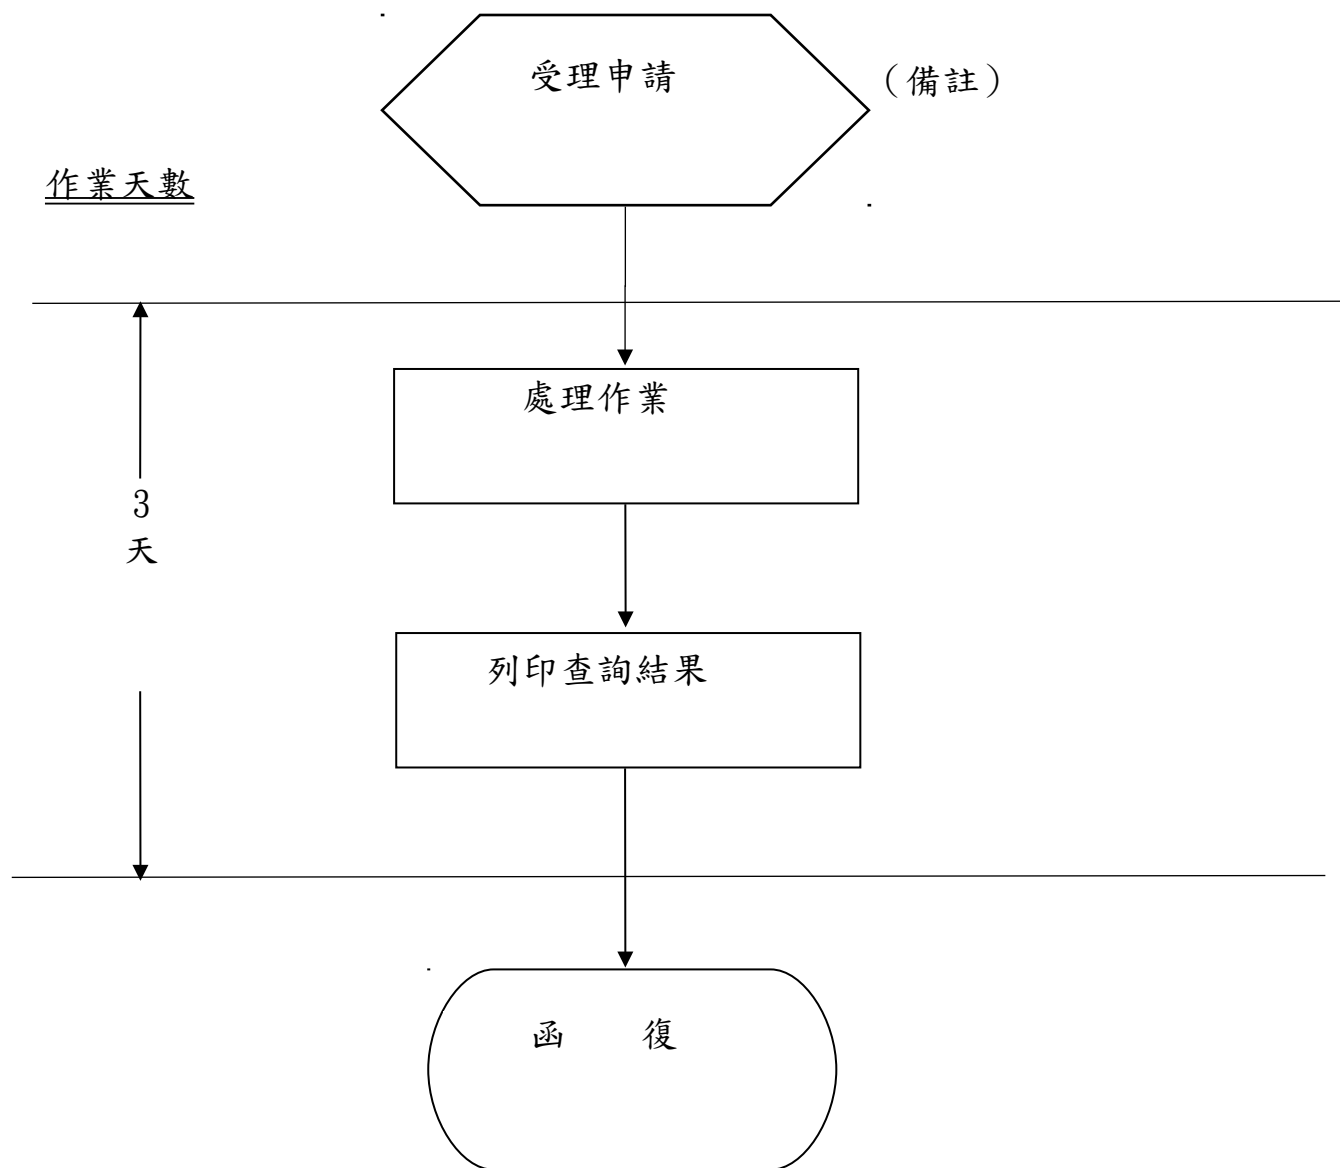 受理申請
（備註）
作業天數
處理作業
3
天
列印查詢結果
函 復